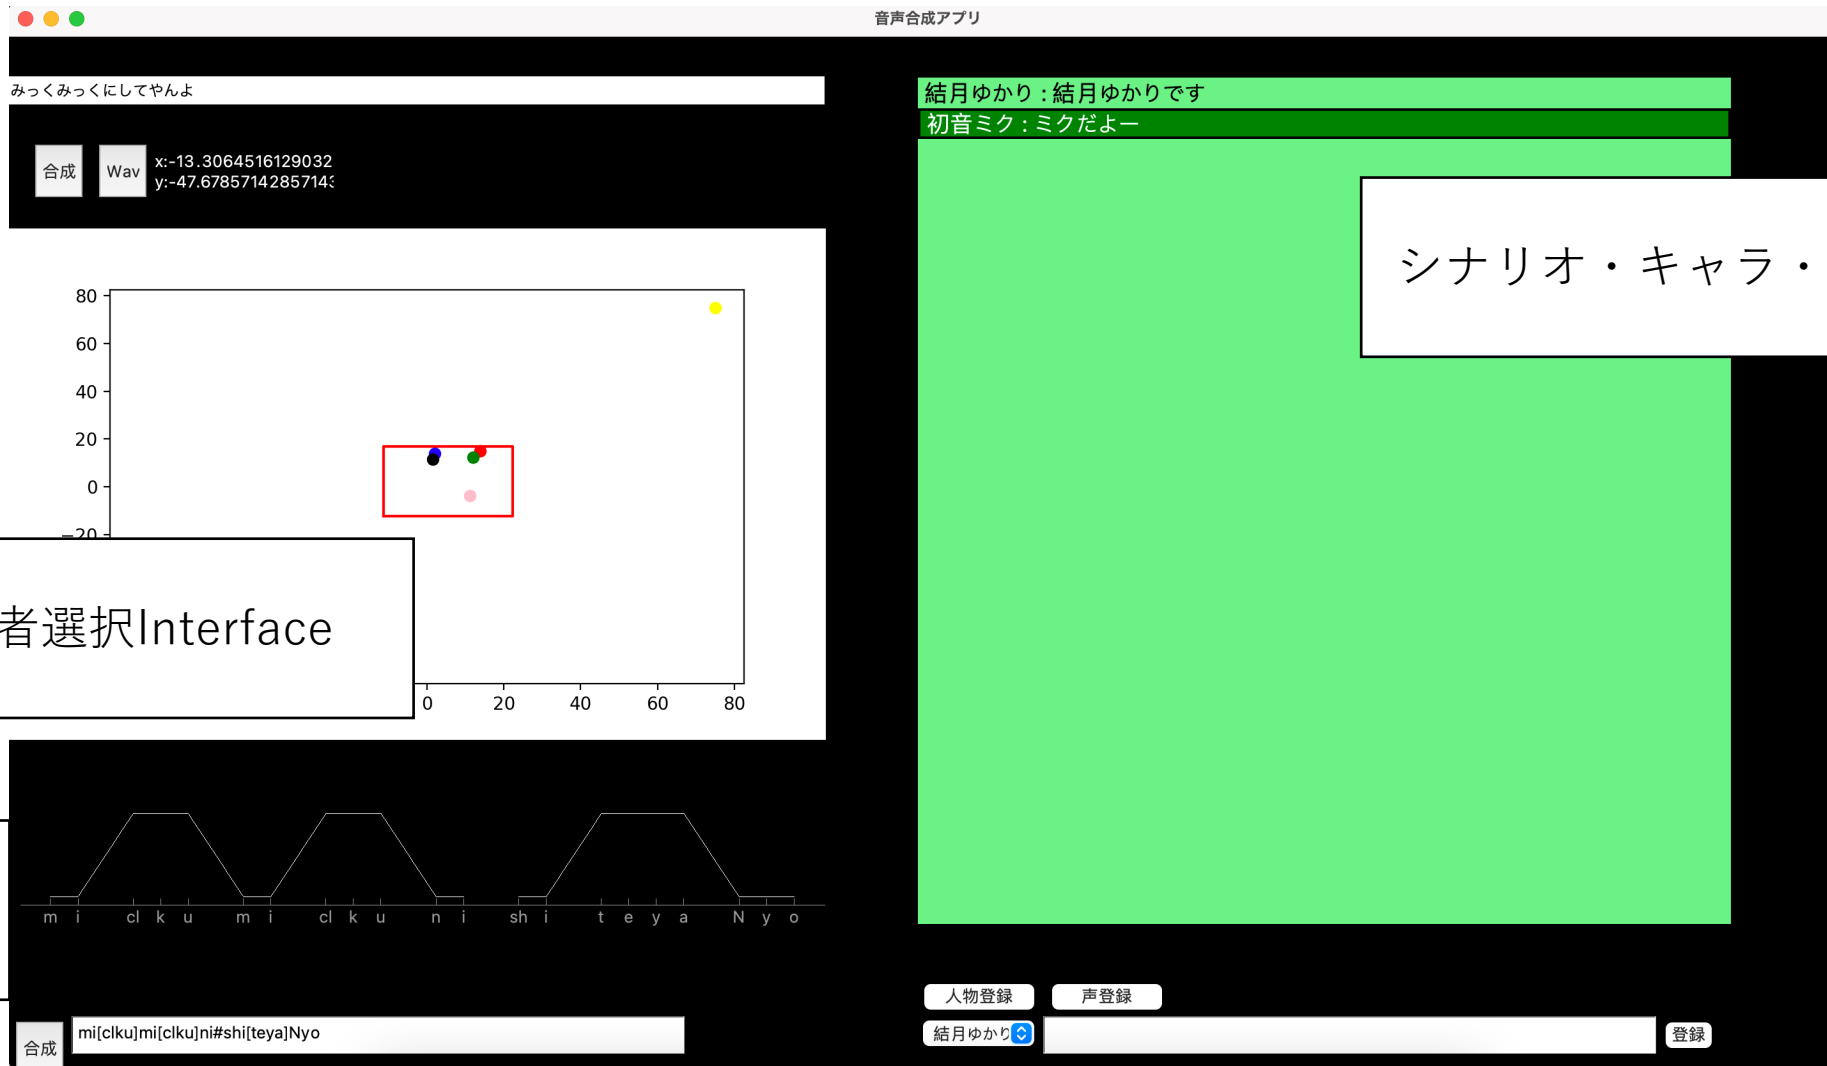 音声合成アプリ
みっくみっくにしてやんよ
合成
Wav
x:-13.3064516129032
y:-47.6785714285714
80
60
40
20
0
−20
0 20 40 60 80
者選択Interface
m i cl k u m i cl k u n i sh i t e y a N y o
合成
mi[clku]mi[clku]ni#shi[teya]Nyo
結月ゆかり : 結月ゆかりです
初音ミク : ミクだよー
シナリオ・キャラ・
人物登録
声登録
結月ゆかり
登録